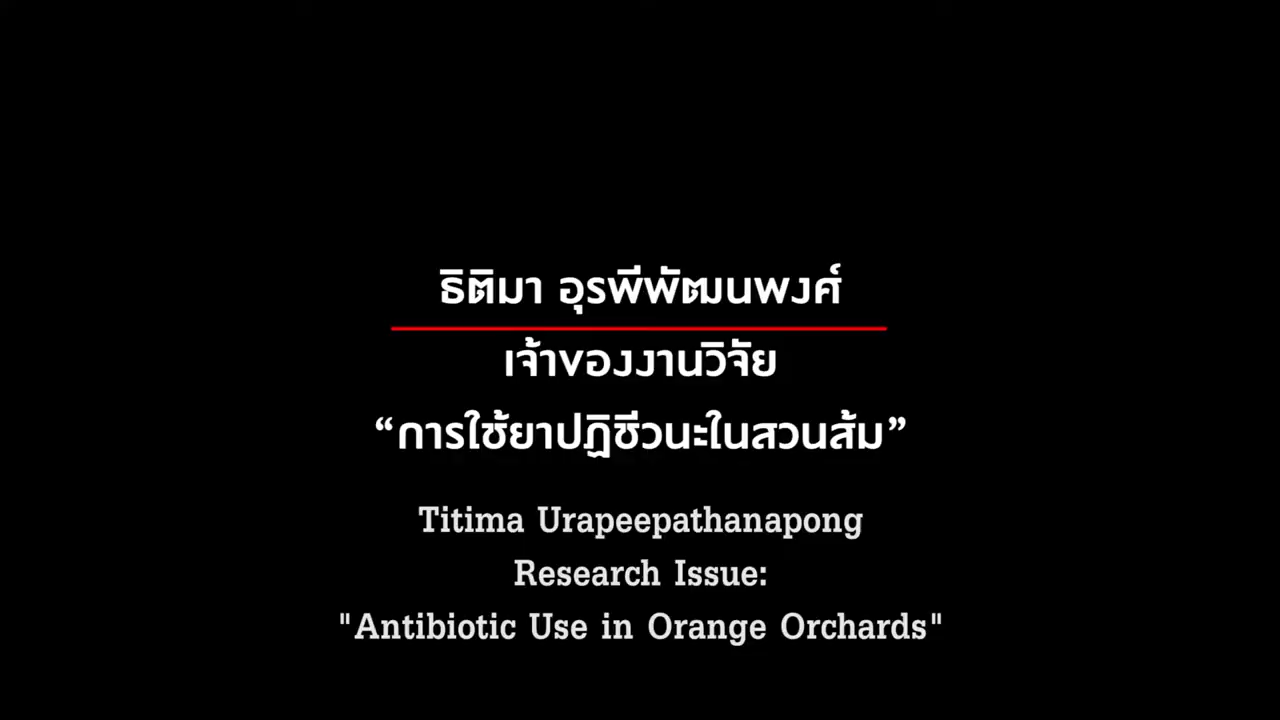 ธิติมา อุรพีพัฒนพงศ์
เจ้าของงานวิจัย
“การใช้ยาปฏิชีวนะในสวนส้ม”
Titima Urapeepathanapong
Research Issue:
"Antibiotic Use in Orange Orchards"